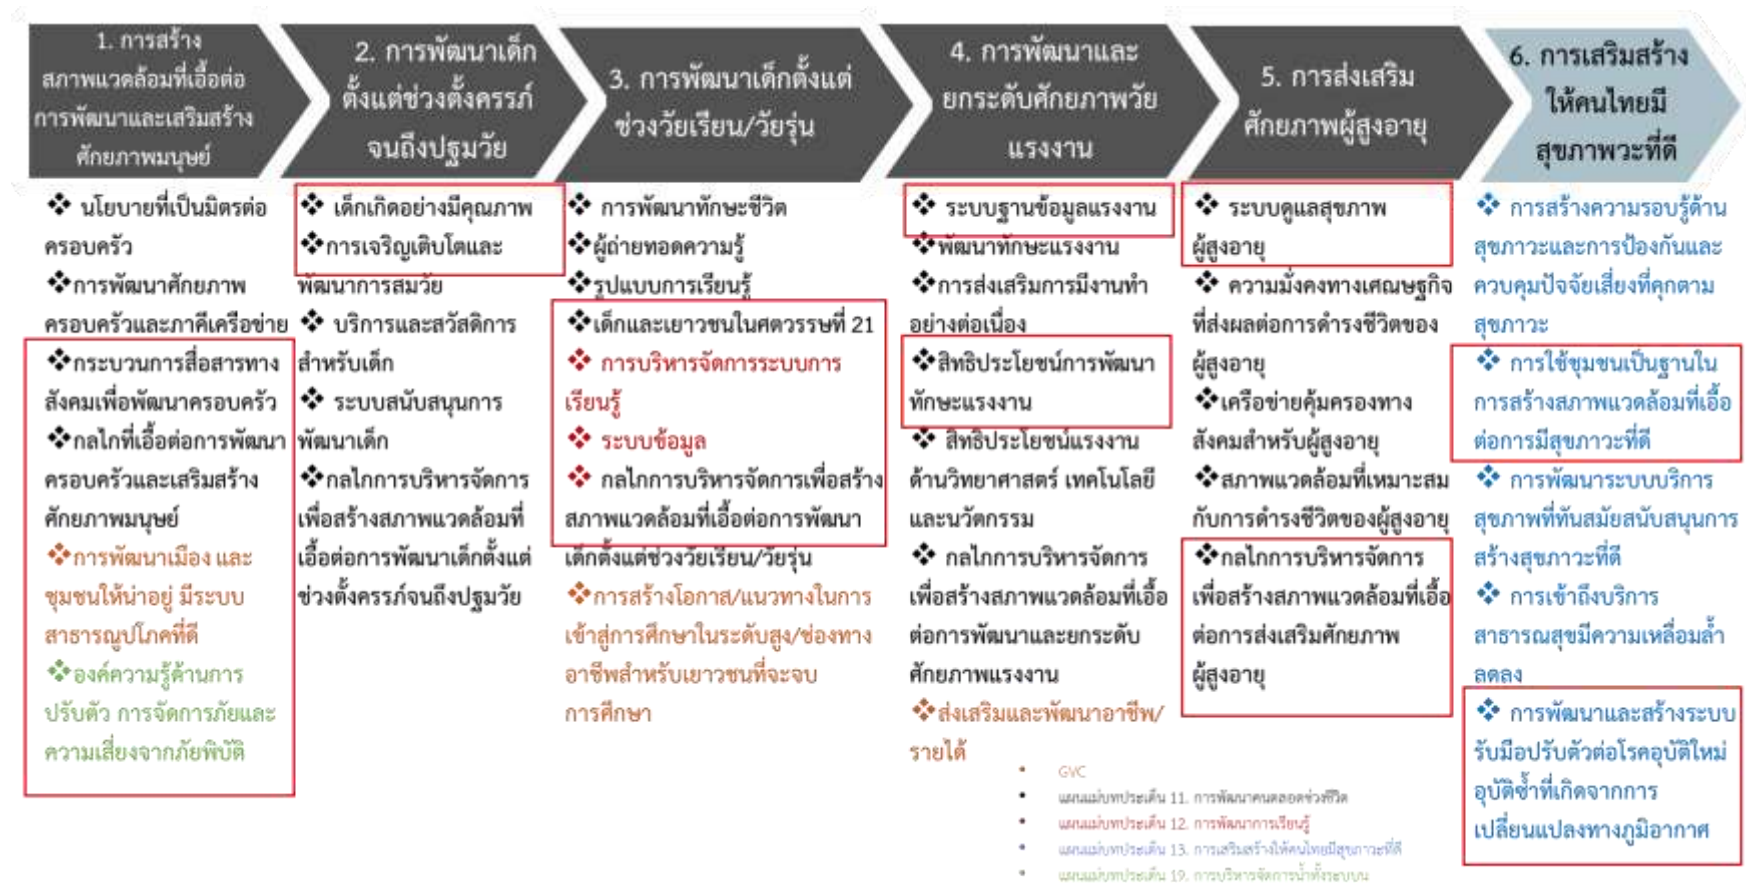 1. การสร้าง
สภาพแวดล้อมที่เอื้อต่อ
การพัฒนาและเสริมสร้าง
ศักยภาพมนุษย์
2. การพัฒนาเด็ก
ตั้งแต่ช่วงตั้งครรภ์
จนถึงปฐมวัย
3. การพัฒนาเด็กตั้งแต่
ช่วงวัยเรียน/วัยรุ่น
4. การพัฒนาและ
ยกระดับศักยภาพวัย
แรงงาน
5. การส่งเสริม
ศักยภาพผู้สูงอายุ
6. การเสริมสร้าง
ให้คนไทยมี
สุขภาพวะที่ดี
❖ นโยบายที่เป็นมิตรต่อ
ครอบครัว
❖การพัฒนาศักยภาพ
ครอบครัวและภาคีเครือข่าย
❖กระบวนการสื่อสารทาง
สังคมเพื่อพัฒนาครอบครัว
❖กลไกที่เอื้อต่อการพัฒนา
ครอบครัวและเสริมสร้าง
ศักยภาพมนุษย์
❖การพัฒนาเมือง และ
ชุมชนให้น่าอยู่ มีระบบ
สาธารณูปโภคที่ดี
❖องค์ความรู้ด้านการ
ปรับตัว การจัดการภัยและ
ความเสี่ยงจากภัยพิบัติ
❖ เด็กเกิดอย่างมีคุณภาพ
❖การเจริญเติบโตและ
พัฒนาการสมวัย
❖ บริการและสวัสดิการ
สำหรับเด็ก
❖ ระบบสนับสนุนการ
พัฒนาเด็ก
❖กลไกการบริหารจัดการ
เพื่อสร้างสภาพแวดล้อมที่
เอื้อต่อการพัฒนาเด็กตั้งแต่
ช่วงตั้งครรภ์จนถึงปฐมวัย
❖ การพัฒนาทักษะชีวิต
❖ผู้ถ่ายทอดความรู้
❖รูปแบบการเรียนรู้
❖เด็กและเยาวชนในศตวรรษที่ 21
❖ การบริหารจัดการระบบการ
เรียนรู้
❖ ระบบข้อมูล
❖ กลไกการบริหารจัดการเพื่อสร้าง
สภาพแวดล้อมที่เอื้อต่อการพัฒนา
เด็กตั้งแต่ช่วงวัยเรียน/วัยรุ่น
❖การสร้างโอกาส/แนวทางในการ
เข้าสู่การศึกษาในระดับสูง/ช่องทาง
อาชีพสำหรับเยาวชนที่จะจบ
การศึกษา
❖ ระบบฐานข้อมูลแรงงาน
❖พัฒนาทักษะแรงงาน
❖การส่งเสริมการมีงานทำ
อย่างต่อเนื่อง
❖สิทธิประโยชน์การพัฒนา
ทักษะแรงงาน
❖ สิทธิประโยชน์แรงงาน
ด้านวิทยาศาสตร์ เทคโนโลยี
และนวัตกรรม
❖ กลไกการบริหารจัดการ
เพื่อสร้างสภาพแวดล้อมที่เอื้อ
ต่อการพัฒนาและยกระดับ
ศักยภาพแรงงาน
❖ส่งเสริมและพัฒนาอาชีพ/
รายได้
❖ ระบบดูแลสุขภาพ
ผู้สูงอายุ
❖ ความมั่งคงทางเศณษฐกิจ
ที่ส่งผลต่อการดำรงชีวิตของ
ผู้สูงอายุ
❖เครือข่ายคุ้มครองทาง
สังคมสำหรับผู้สูงอายุ
❖สภาพแวดล้อมที่เหมาะสม
กับการดำรงชีวิตของผู้สูงอายุ
❖กลไกการบริหารจัดการ
เพื่อสร้างสภาพแวดล้อมที่เอื้อ
ต่อการส่งเสริมศักยภาพ
ผู้สูงอายุ
❖ การสร้างความรอบรู้ด้าน
สุขภาวะและการป้องกันและ
ควบคุมปัจจัยเสี่ยงที่คุกตาม
สุขภาวะ
❖ การใช้ชุมชนเป็นฐานใน
การสร้างสภาพแวดล้อมที่เอื้อ
ต่อการมีสุขภาวะที่ดี
❖ การพัฒนาระบบบริการ
สุขภาพที่ทันสมัยสนับสนุนการ
สร้างสุขภาวะที่ดี
❖ การเข้าถึงบริการ
สาธารณสุขมีความเหลื่อมล้ำ
ลดลง
❖ การพัฒนาและสร้างระบบ
รับมือปรับตัวต่อโรคอุบัติใหม่
อุบัติซ้ำที่เกิดจากการ
เปลี่ยนแปลงทางภูมิอากาศ
• GVC
• แผนแม่บทประเด็น 11. การพัฒนาคนตลอดช่วงชีวิต
• แผนแม่บทประเด็น 12. การพัฒนาการเรียนรู้
• แผนแม่บทประเด็น 13. การเสริมสร้างให้คนไทยมีสุขภาวะที่ดี
• แผนแม่บทประเด็น 19. การบริหารจัดการน้ำทั้งระบบน